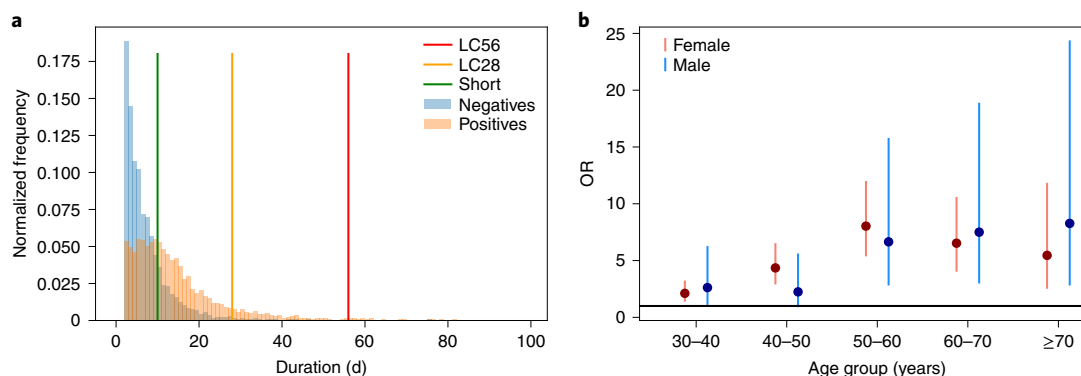 a
Normalized frequency
0.175
0.150
0.125
0.100
0.075
0.050
0.025
0
0 20 40 60 80 100
Duration (d)
LC56
LC28
Short
Negatives
Positives
b
OR
25
20
15
10
5
0
Female
Male
30–40 40–50 50–60 60–70 ≥70
Age group (years)